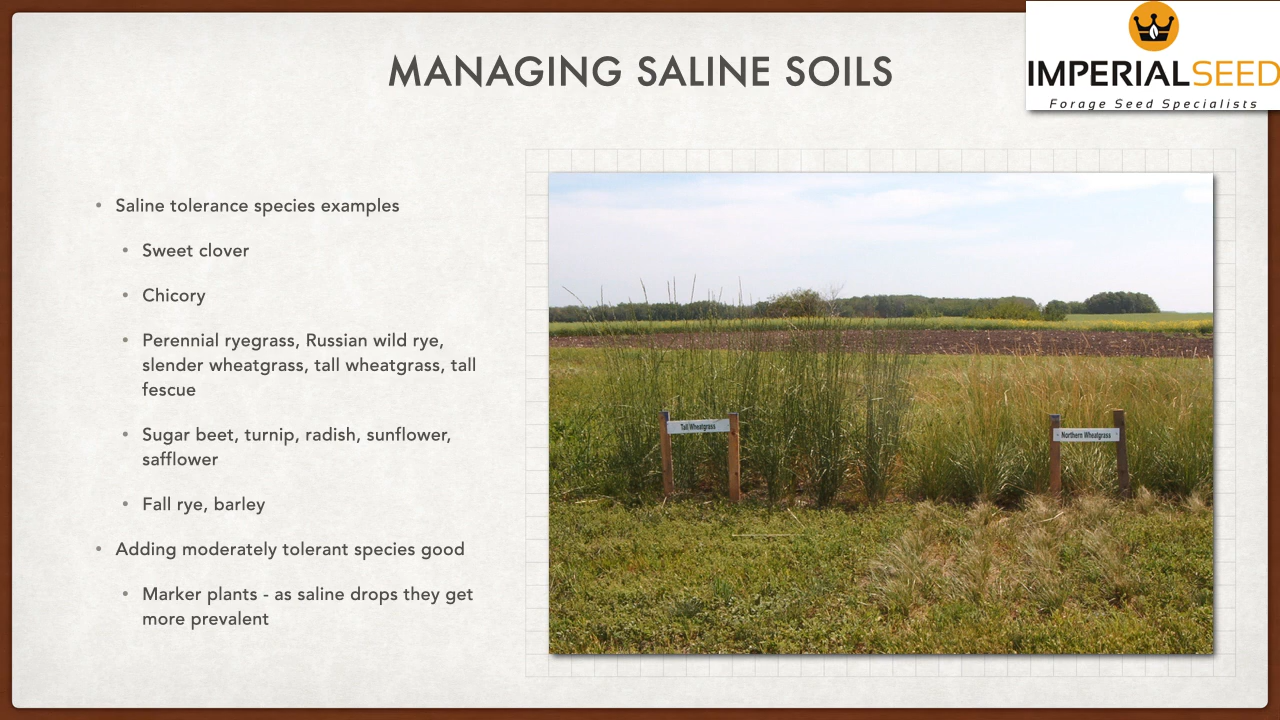 MANAGING SALINE SOILS
IMPERIALSEED
Forage Seed Specialists
• Saline tolerance species examples
• Sweet clover
• Chicory
• Perennial ryegrass, Russian wild rye,
slender wheatgrass, tall wheatgrass, tall
fescue
• Sugar beet, turnip, radish, sunflower,
safflower
• Fall rye, barley
• Adding moderately tolerant species good
• Marker plants - as saline drops they get
more prevalent
Tall Wheatgrass
Northern Wheatgrass